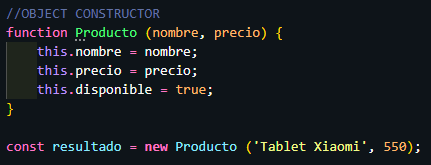 //OBJECT CONSTRUCTOR
function Producto (nombre, precio) {
    this.nombre = nombre;
    this.precio = precio;
    this.disponible = true;
}

const resultado = new Producto ('Tablet Xiaomi', 550);